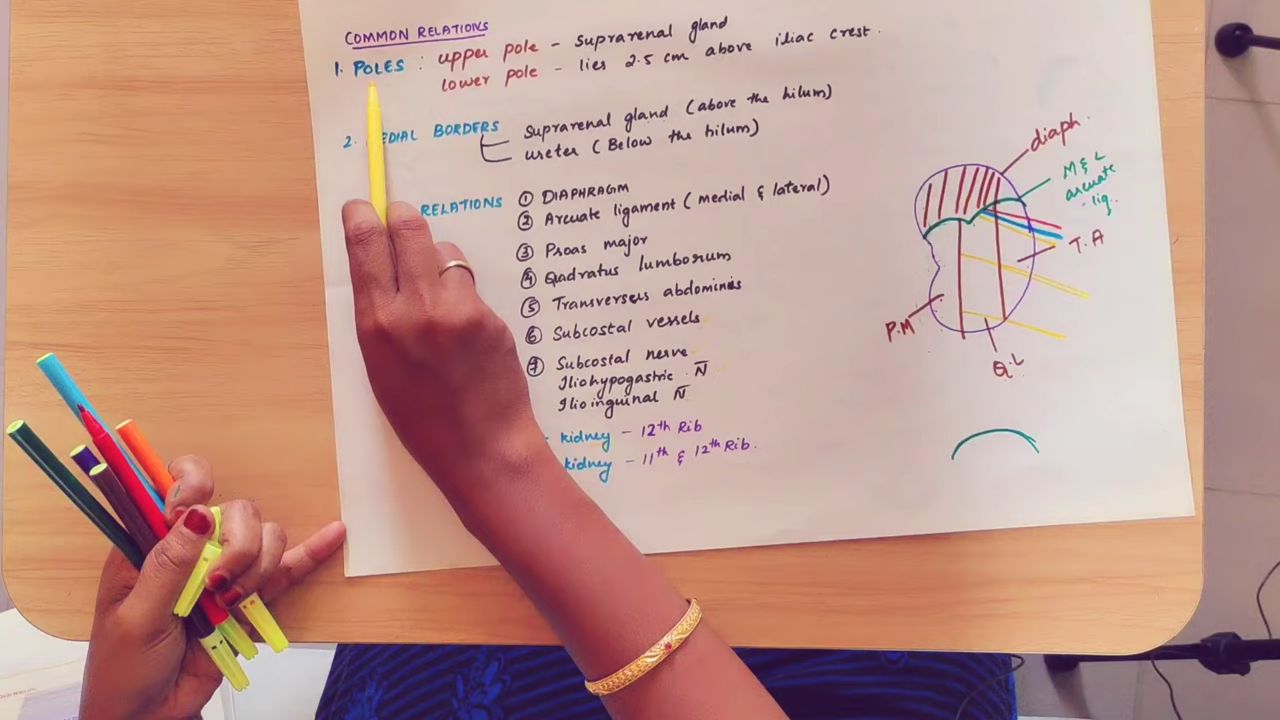 COMMON RELATIONS
1. POLES : upper pole - suprarenal gland
lower pole - lies 2.5 cm above iliac crest.
2. MEDIAL BORDERS
suprarenal gland (above the hilum)
ureter (Below the hilum)
RELATIONS
① DIAPHRAGM
② Arcuate ligament (medial & lateral)
③ Psoas major
④ Qadratus lumborum
⑤ Transversus abdominis
⑥ Subcostal vessels
⑦ Subcostal nerve
Iliohypogastric N̄
Ilioinguinal N̄
kidney - 12th Rib
kidney - 11th & 12th Rib.
diaph.
M & L
arcuate
lig.
T.A
P.M
Q.L